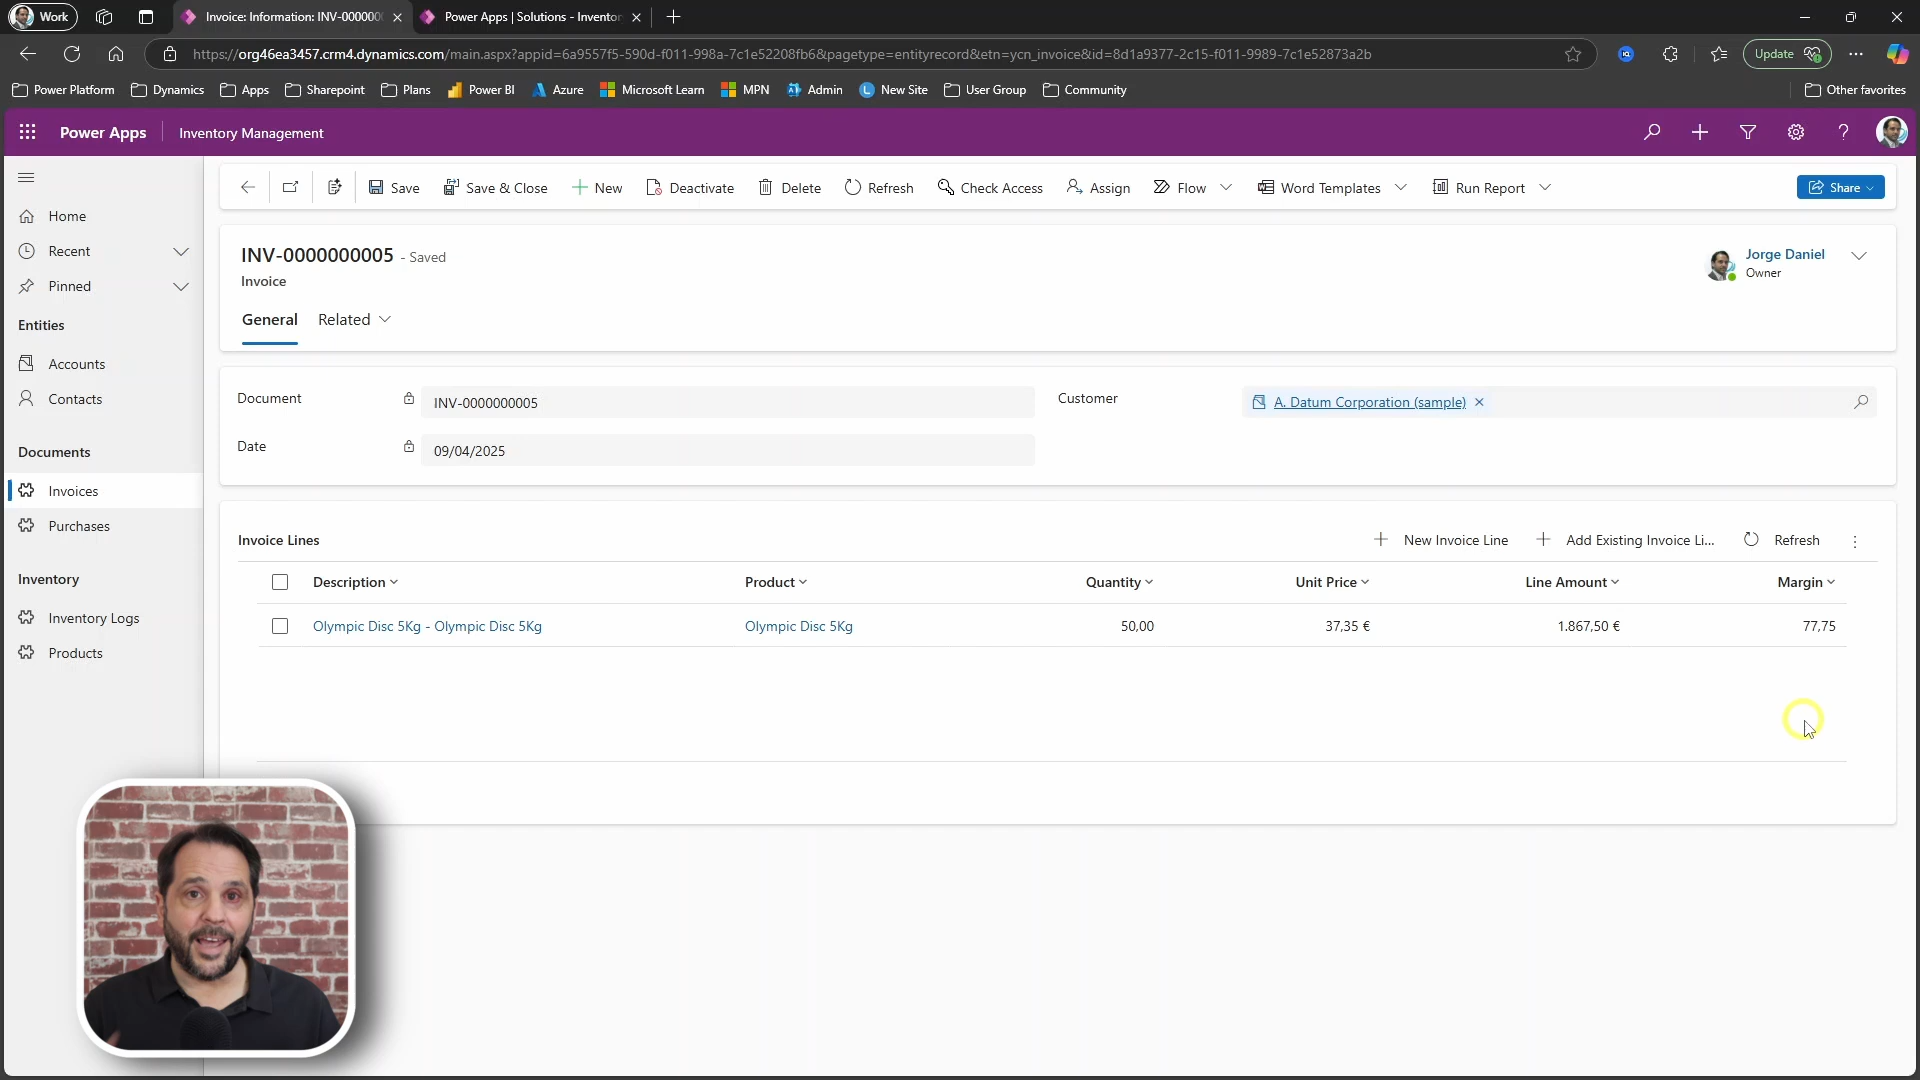 Work
Invoice: Information: INV-0000000
Power Apps | Solutions - Inventor
https://org46ea3457.crm4.dynamics.com/main.aspx?appid=6a9557f5-590d-f011-998a-7c1e52208fb6&pagetype=entityrecord&etn=ycn_invoice&id=8d1a9377-2c15-f011-9989-7c1e52873a2b
Update
Power Platform
Dynamics
Apps
Sharepoint
Plans
Power BI
Azure
Microsoft Learn
MPN
Admin
New Site
User Group
Community
Other favorites
Power Apps
Inventory Management
Save
Save & Close
New
Deactivate
Delete
Refresh
Check Access
Assign
Flow
Word Templates
Run Report
Share
Home
Recent
Pinned
Entities
Accounts
Contacts
Documents
Invoices
Purchases
Inventory
Inventory Logs
Products
INV-0000000005 - Saved
Invoice
Jorge Daniel
Owner
General
Related
Document
INV-0000000005
Customer
A. Datum Corporation (sample)
Date
09/04/2025
Invoice Lines
New Invoice Line
Add Existing Invoice Li...
Refresh
Description
Product
Quantity
Unit Price
Line Amount
Margin
Olympic Disc 5Kg - Olympic Disc 5Kg
Olympic Disc 5Kg
50,00
37,35 €
1.867,50 €
77,75